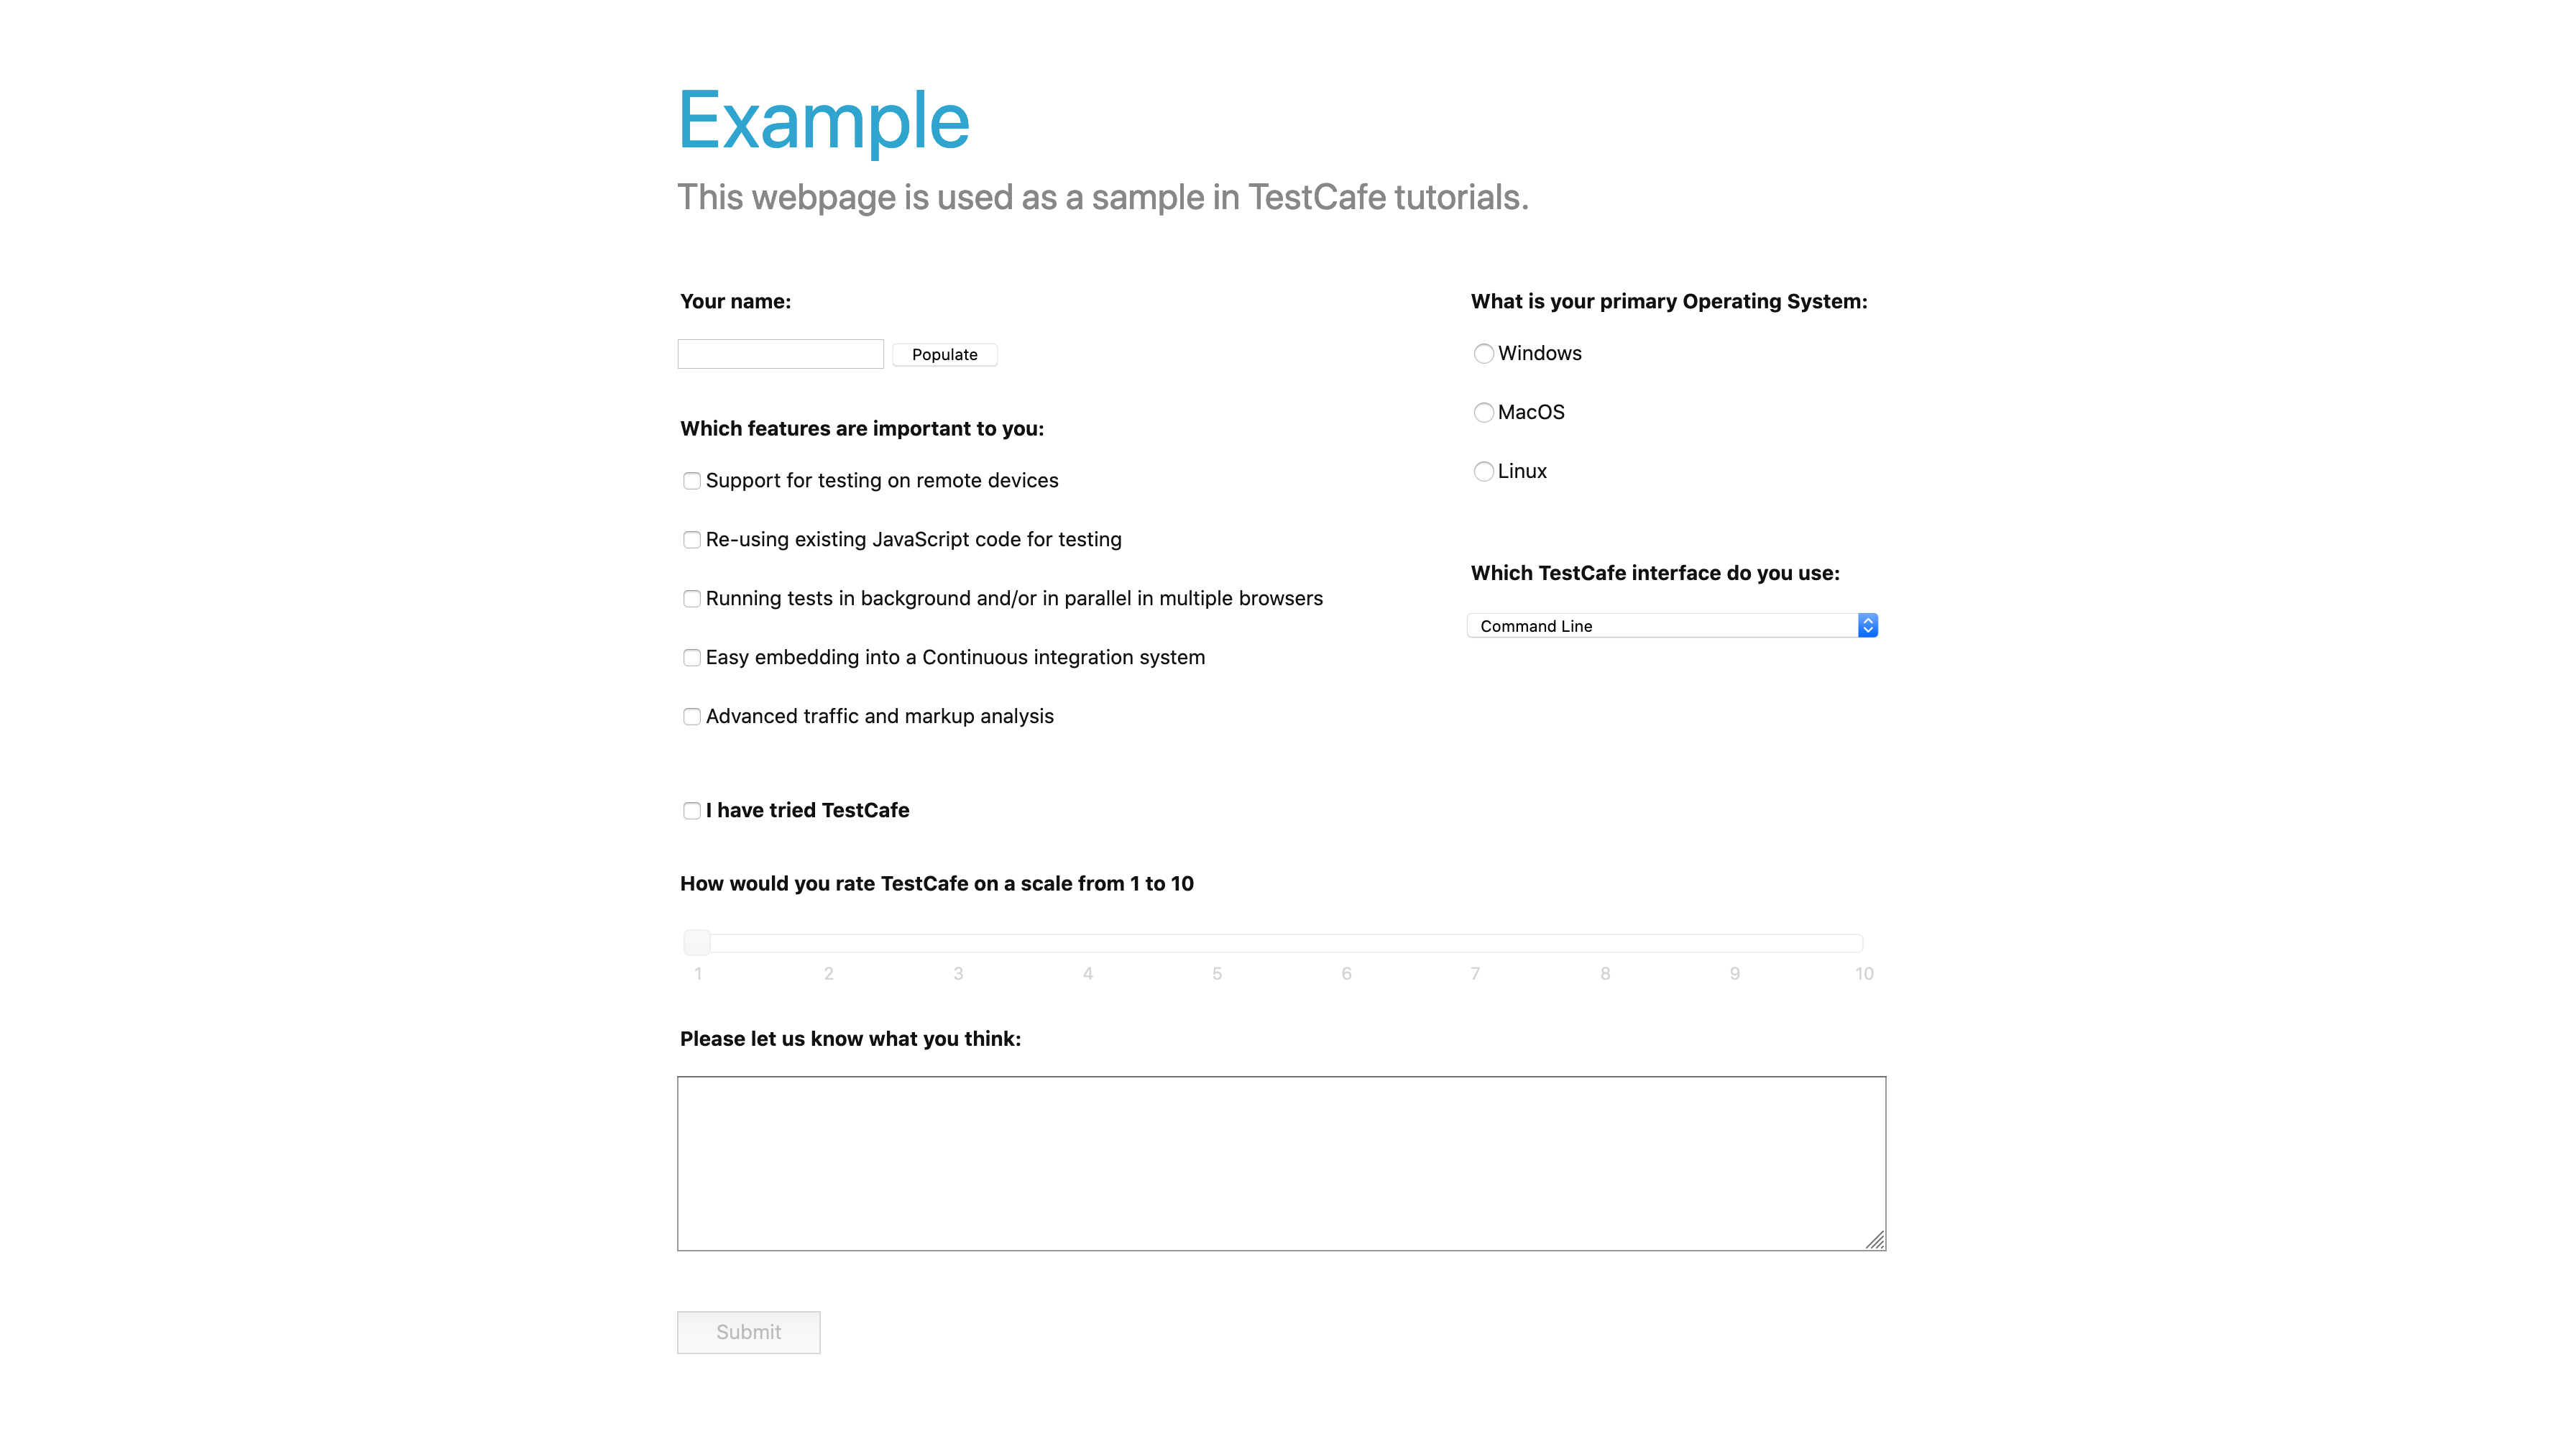 Example
This webpage is used as a sample in TestCafe tutorials.
Your name:
Populate
Which features are important to you:
Support for testing on remote devices
Re-using existing JavaScript code for testing
Running tests in background and/or in parallel in multiple browsers
Easy embedding into a Continuous integration system
Advanced traffic and markup analysis
What is your primary Operating System:
Windows
MacOS
Linux
Which TestCafe interface do you use:
Command Line
I have tried TestCafe
How would you rate TestCafe on a scale from 1 to 10
1 2 3 4 5 6 7 8 9 10
Please let us know what you think:
Submit